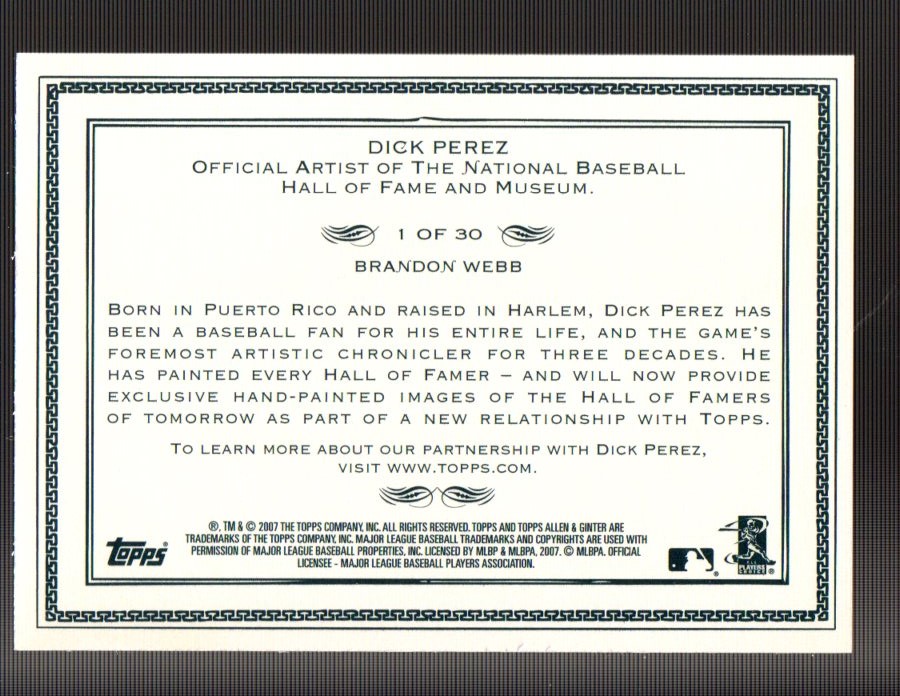 DICK PEREZ
OFFICIAL ARTIST OF THE NATIONAL BASEBALL
HALL OF FAME AND MUSEUM.
1 OF 30
BRANDON WEBB
BORN IN PUERTO RICO AND RAISED IN HARLEM, DICK PEREZ HAS
BEEN A BASEBALL FAN FOR HIS ENTIRE LIFE, AND THE GAME'S
FOREMOST ARTISTIC CHRONICLER FOR THREE DECADES. HE
HAS PAINTED EVERY HALL OF FAMER – AND WILL NOW PROVIDE
EXCLUSIVE HAND-PAINTED IMAGES OF THE HALL OF FAMERS
OF TOMORROW AS PART OF A NEW RELATIONSHIP WITH TOPPS.
TO LEARN MORE ABOUT OUR PARTNERSHIP WITH DICK PEREZ,
VISIT WWW.TOPPS.COM.
®, TM & © 2007 THE TOPPS COMPANY, INC. ALL RIGHTS RESERVED. TOPPS AND TOPPS ALLEN & GINTER ARE
TRADEMARKS OF THE TOPPS COMPANY, INC. MAJOR LEAGUE BASEBALL TRADEMARKS AND COPYRIGHTS ARE USED WITH
PERMISSION OF MAJOR LEAGUE BASEBALL PROPERTIES, INC. LICENSED BY MLBP & MLBPA, 2007. © MLBPA. OFFICIAL
LICENSEE – MAJOR LEAGUE BASEBALL PLAYERS ASSOCIATION.
Topps®
®
PLAYERS
CHOICE ®